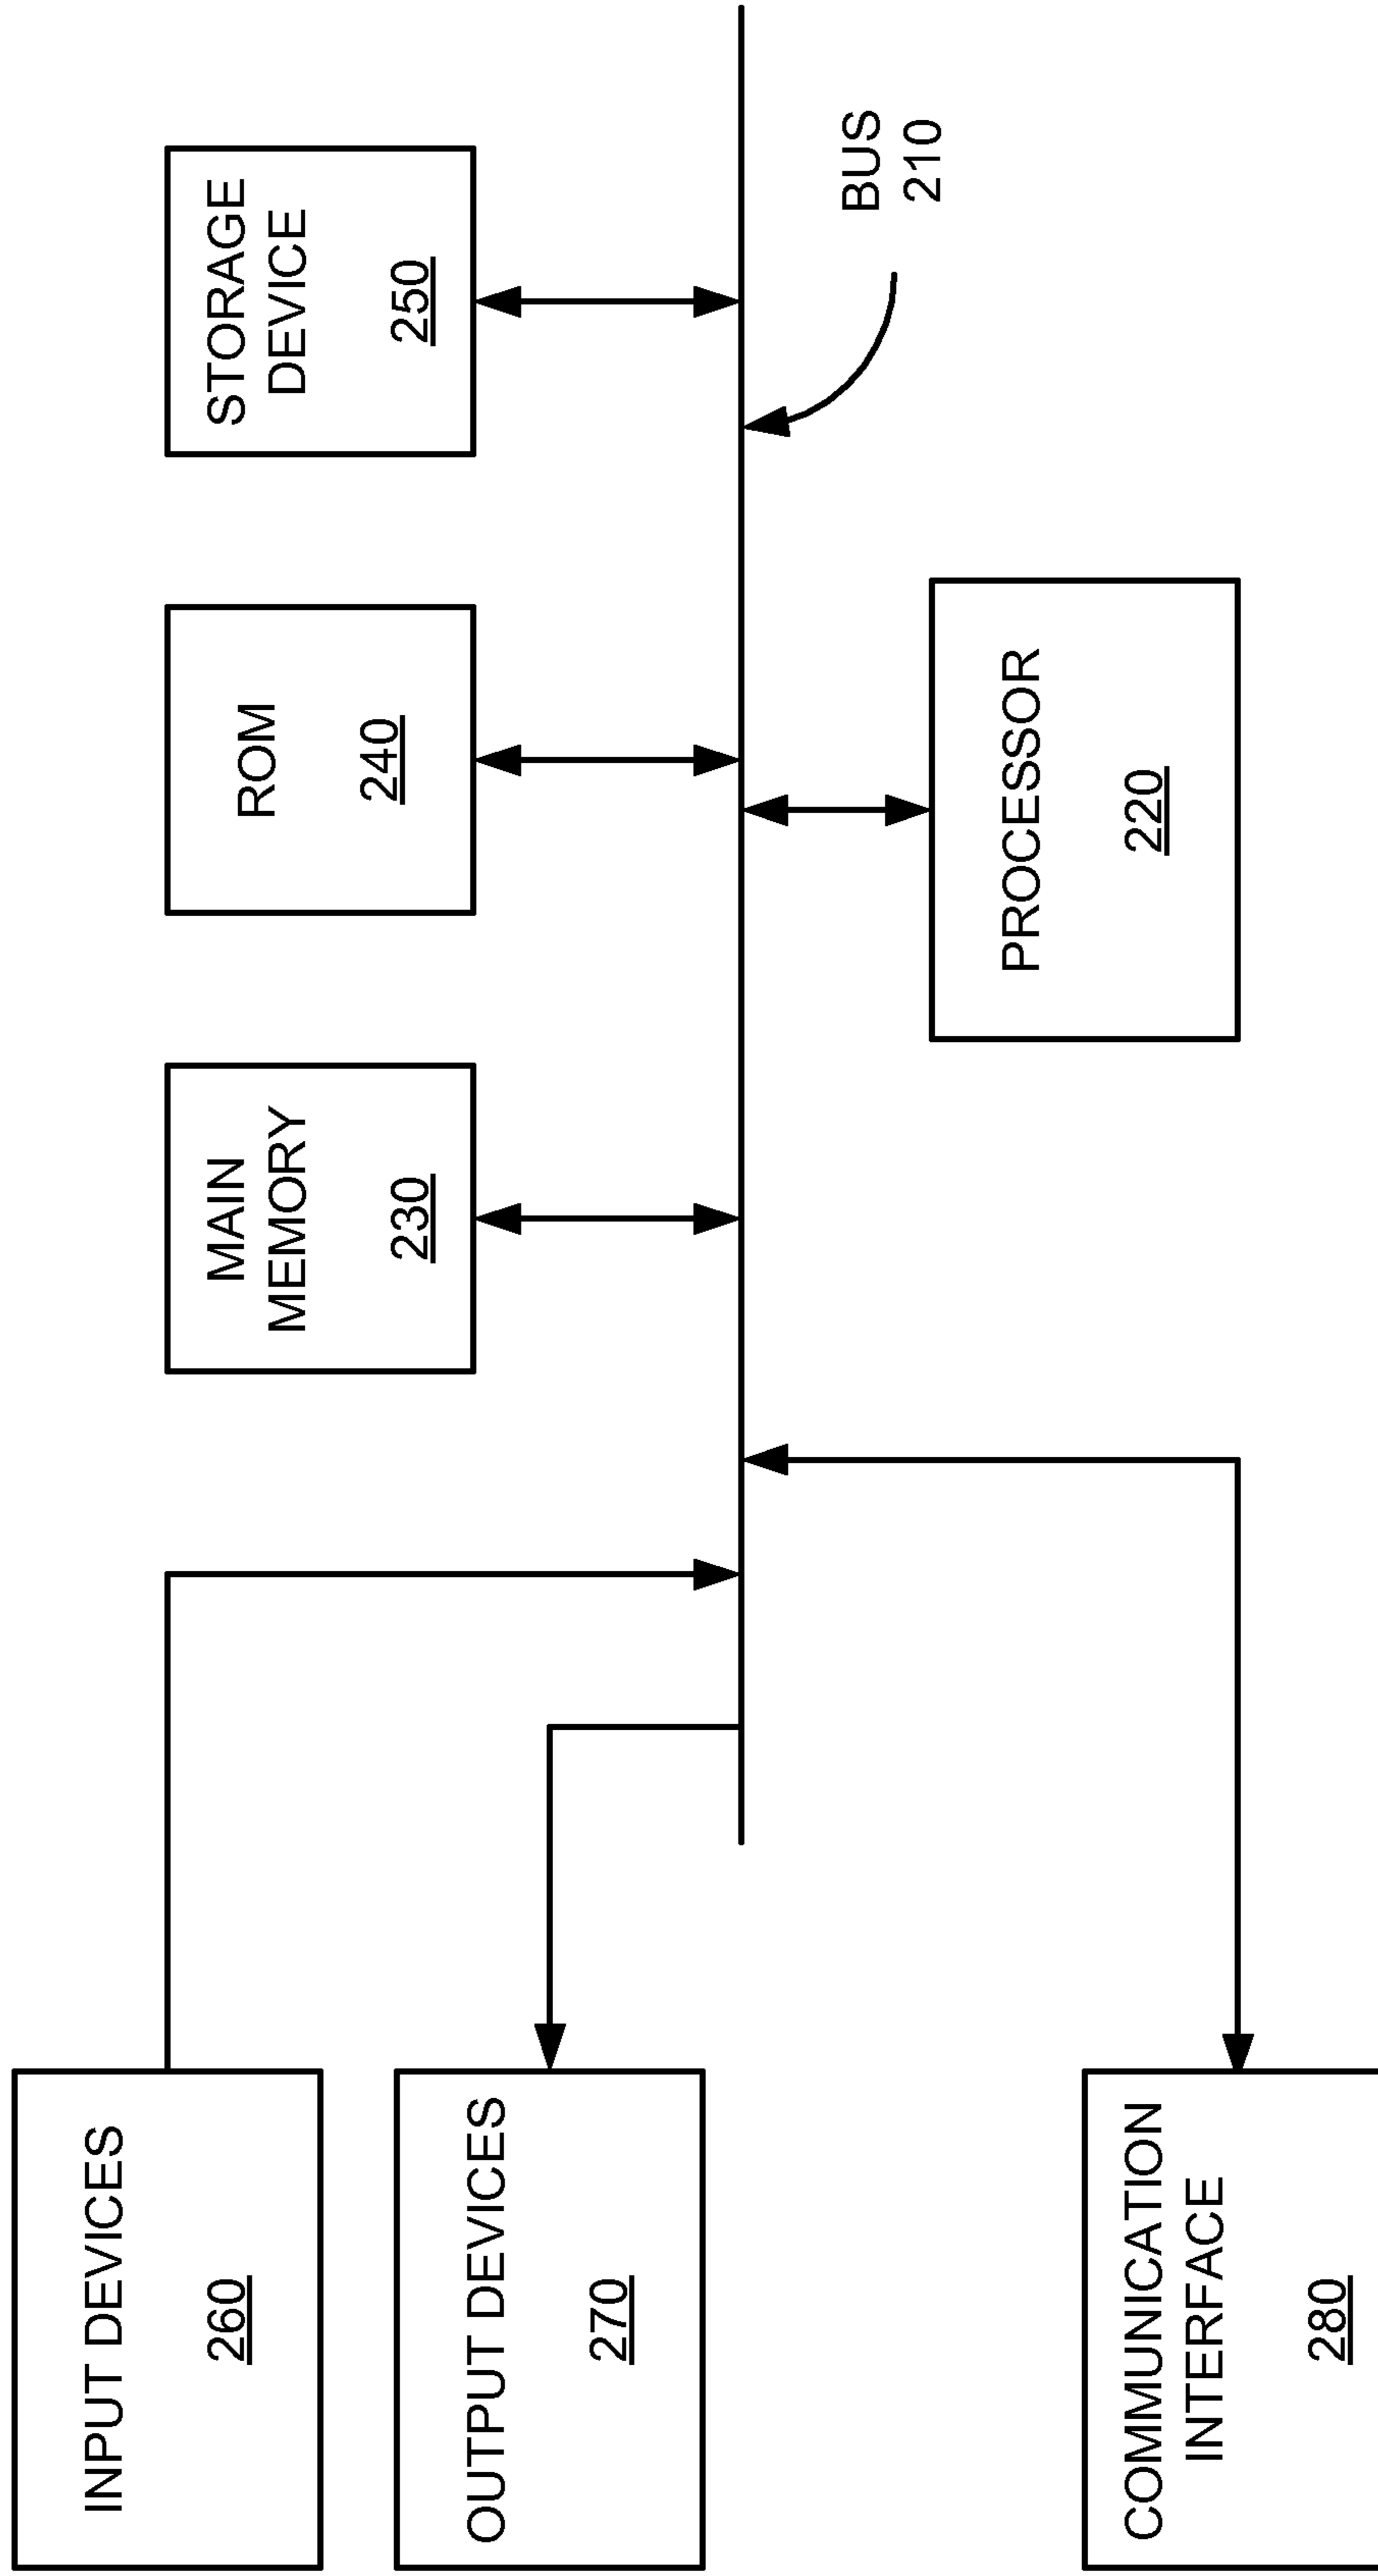 INPUT DEVICES
260
OUTPUT DEVICES
270
COMMUNICATION
INTERFACE
280
MAIN
MEMORY
230
ROM
240
STORAGE
DEVICE
250
PROCESSOR
220
BUS
210